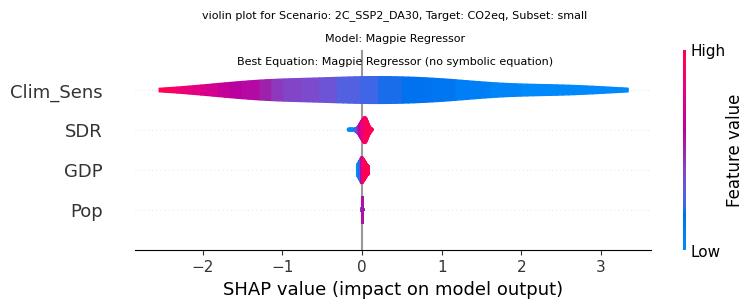 violin plot for Scenario: 2C_SSP2_DA30, Target: CO2eq, Subset: small
Model: Magpie Regressor
Best Equation: Magpie Regressor (no symbolic equation)
High
Clim_Sens
SDR
GDP
Pop
Feature value
Low
−2 −1 0 1 2 3
SHAP value (impact on model output)